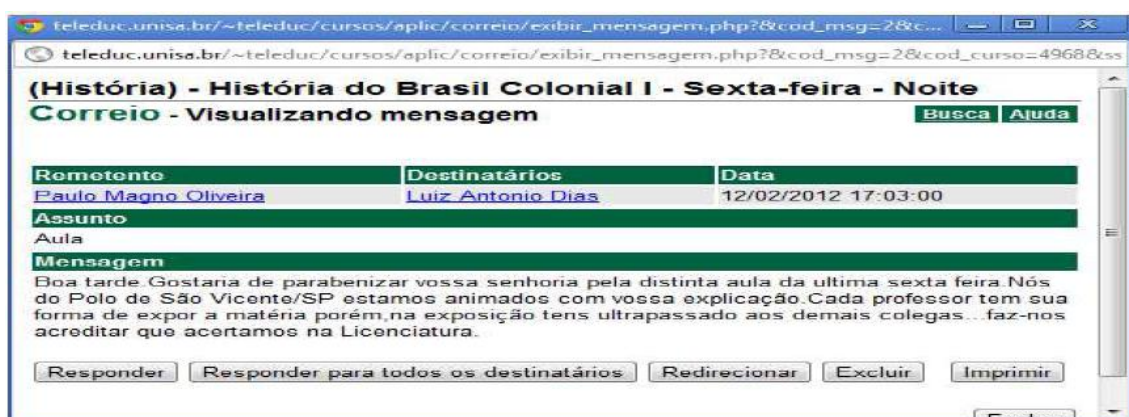 teleduc.unisa.br/~teleduc/cursos/aplic/correio/exibir_mensagem.php?&cod_msg=2&c...
teleduc.unisa.br/~teleduc/cursos/aplic/correio/exibir_mensagem.php?&cod_msg=2&cod_curso=4968&ss
(História) - História do Brasil Colonial I - Sexta-feira - Noite
Correio - Visualizando mensagem Busca Ajuda
Remetente Destinatários Data
Paulo Magno Oliveira Luiz Antonio Dias 12/02/2012 17:03:00
Assunto
Aula
Mensagem
Boa tarde.Gostaria de parabenizar vossa senhoria pela distinta aula da ultima sexta feira.Nós
do Polo de São Vicente/SP estamos animados com vossa explicação.Cada professor tem sua
forma de expor a matéria porém,na exposição tens ultrapassado aos demais colegas...faz-nos
acreditar que acertamos na Licenciatura.
Responder Responder para todos os destinatários Redirecionar Excluir Imprimir